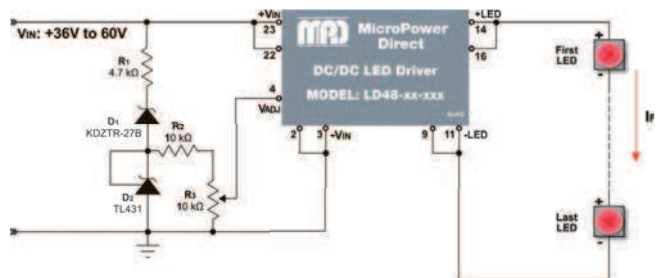 +VIN
23
22
VIN: +36V to 60V
R1
4.7 kΩ
D1
KDZTR-27B
R2
10 kΩ
D2
TL431
R3
10 kΩ
4
VADJ
MPD
MicroPower
Direct
DC/DC LED Driver
MODEL: LD48-xx-xxx
2
3
-VIN
9
11
-LED
+LED
14
16
+
First
LED
-
IF
+
Last
LED
-